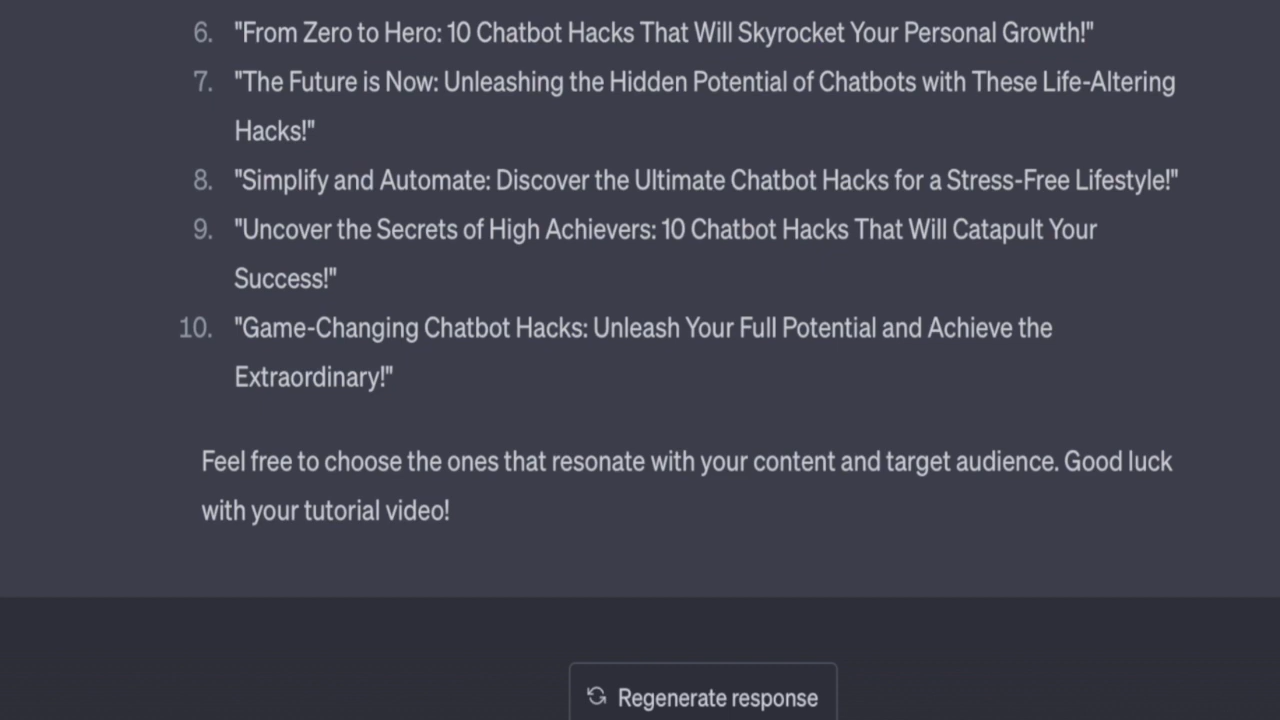 6. "From Zero to Hero: 10 Chatbot Hacks That Will Skyrocket Your Personal Growth!"
7. "The Future is Now: Unleashing the Hidden Potential of Chatbots with These Life-Altering
Hacks!"
8. "Simplify and Automate: Discover the Ultimate Chatbot Hacks for a Stress-Free Lifestyle!"
9. "Uncover the Secrets of High Achievers: 10 Chatbot Hacks That Will Catapult Your
Success!"
10. "Game-Changing Chatbot Hacks: Unleash Your Full Potential and Achieve the
Extraordinary!"
Feel free to choose the ones that resonate with your content and target audience. Good luck
with your tutorial video!
Regenerate response